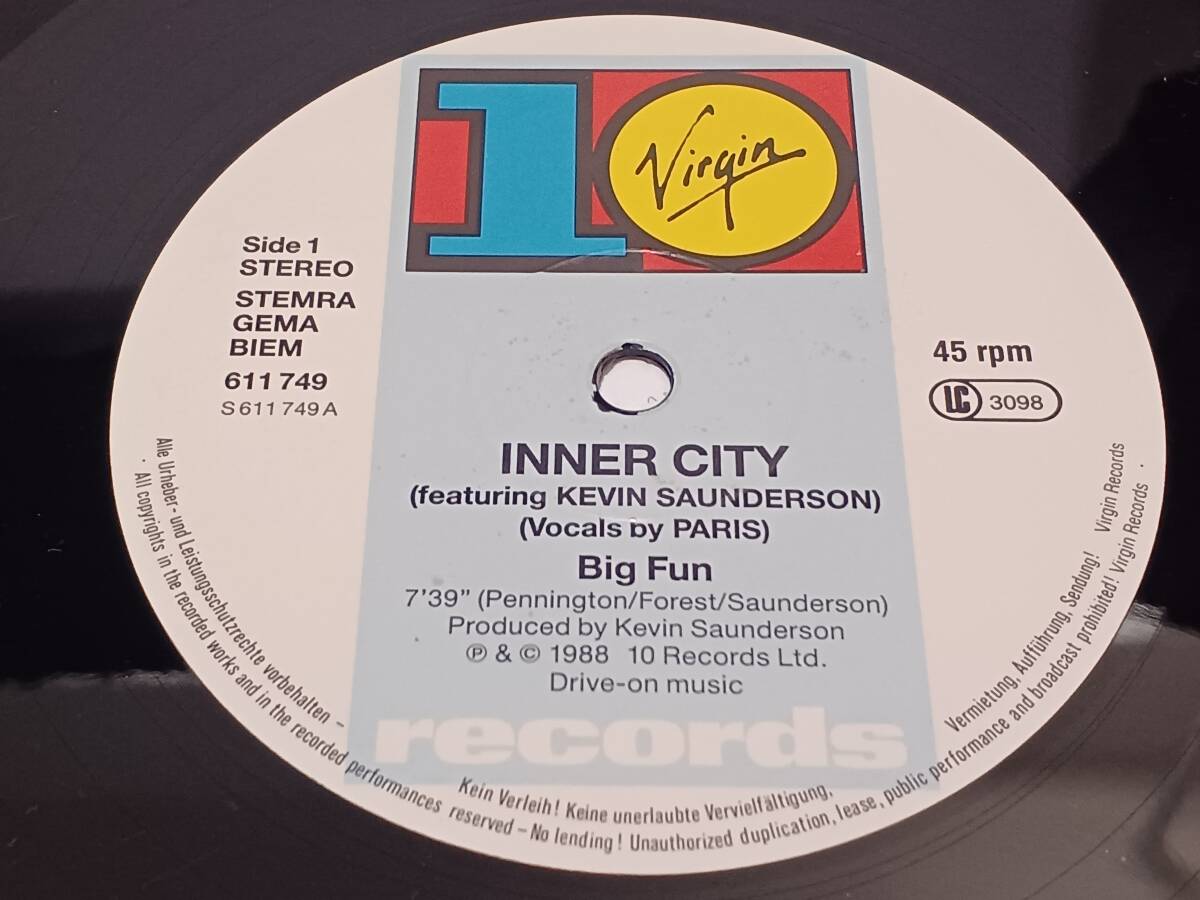 10 Virgin
Side 1
STEREO
STEMRA
GEMA
BIEM
611 749
S 611 749 A
45 rpm
LC 3098
INNER CITY
(featuring KEVIN SAUNDERSON)
(Vocals by PARIS)
Big Fun
7'39" (Pennington/Forest/Saunderson)
Produced by Kevin Saunderson
℗ & © 1988 10 Records Ltd.
Drive-on music
records
Alle Urheber- und Leistungsschutzrechte vorbehalten – Kein Verleih! Keine unerlaubte Vervielfältigung, Vermietung, Aufführung, Sendung! Virgin Records
· All copyrights in the recorded works and in the recorded performances reserved – No lending! Unauthorized duplication, lease, public performance and broadcast prohibited! Virgin Records ·